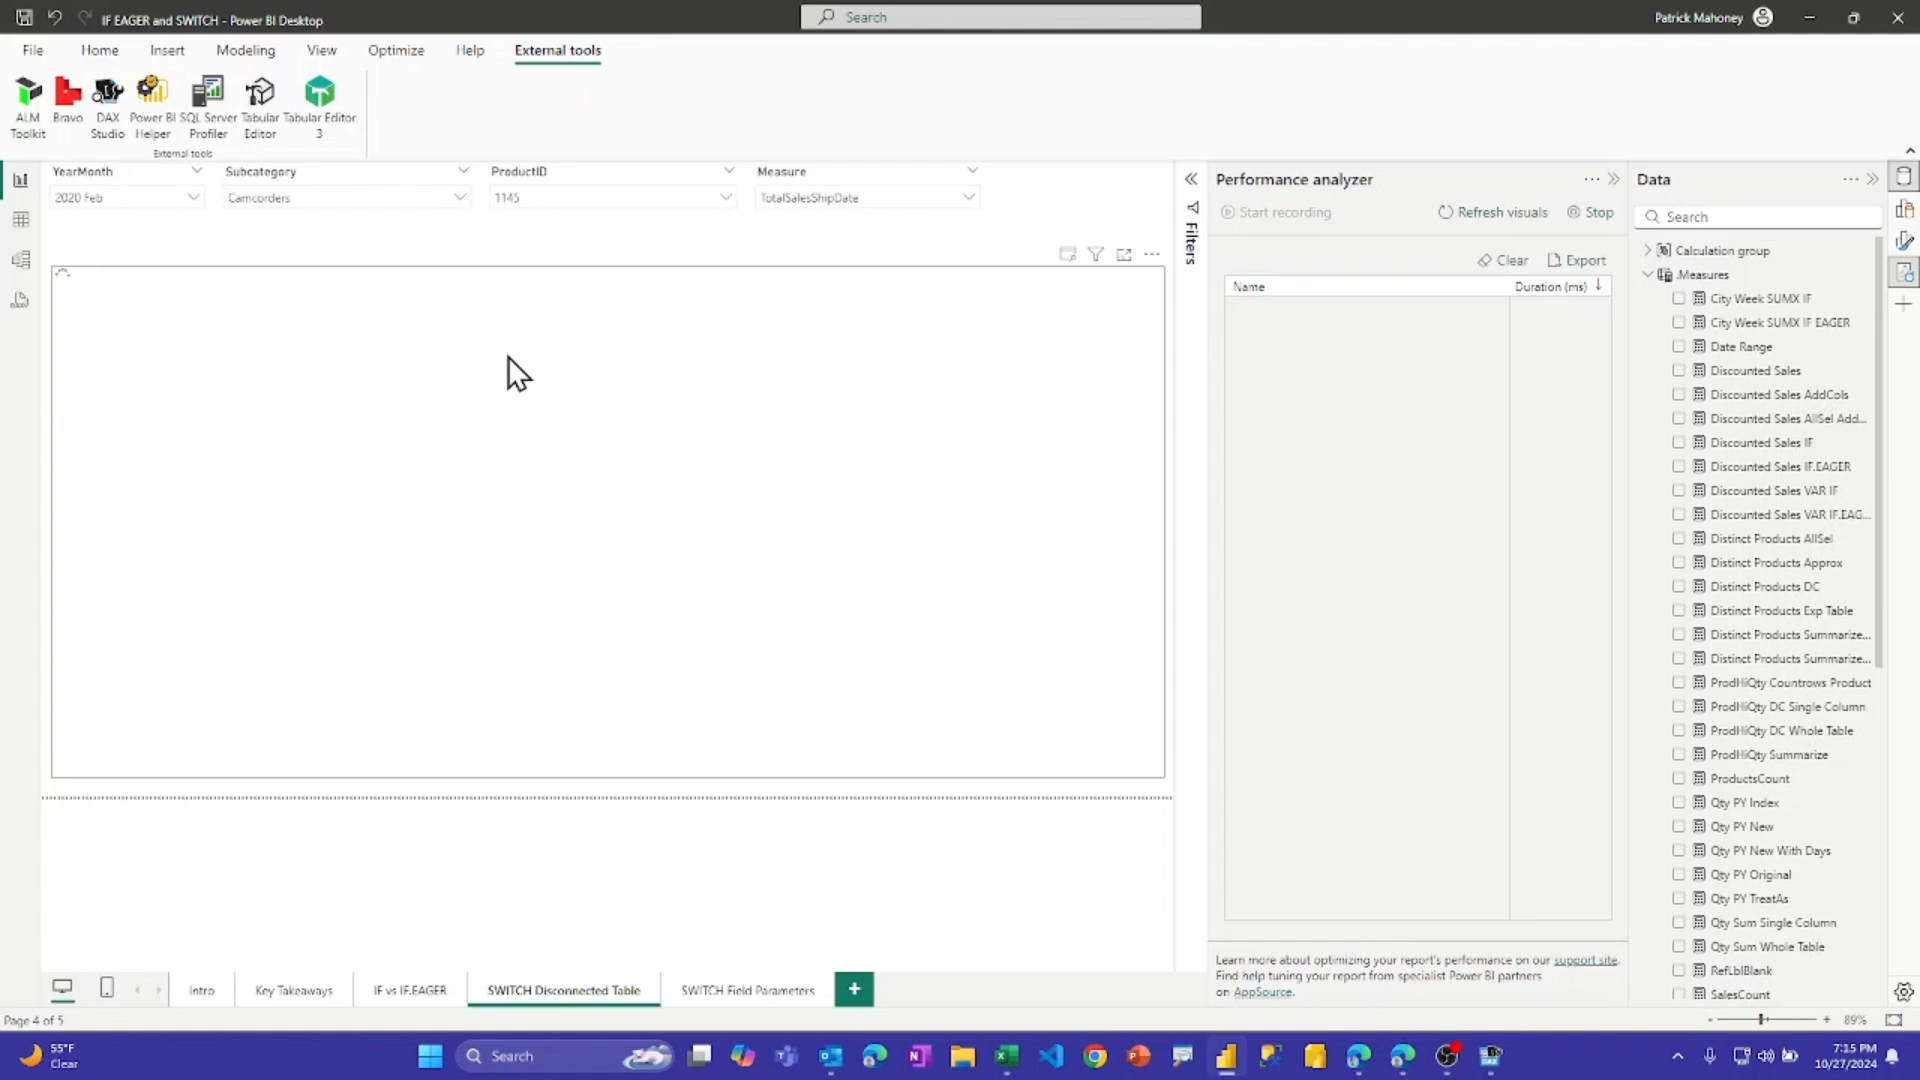 IF EAGER and SWITCH - Power BI Desktop
Search
Patrick Mahoney
File
Home
Insert
Modeling
View
Optimize
Help
External tools
ALM Toolkit
Bravo
DAX Studio
Power BI Helper
SQL Server Profiler
Tabular Editor
Tabular Editor 3
External tools
YearMonth
2020 Feb
Subcategory
Camcorders
ProductID
1145
Measure
TotalSalesShipDate
Filters
Performance analyzer
Start recording
Refresh visuals
Stop
Clear
Export
Name
Duration (ms)
Learn more about optimizing your report's performance on our support site.
Find help tuning your report from specialist Power BI partners
on AppSource.
Data
Search
Calculation group
.Measures
City Week SUMX IF
City Week SUMX IF EAGER
Date Range
Discounted Sales
Discounted Sales AddCols
Discounted Sales AllSel Add...
Discounted Sales IF
Discounted Sales IF.EAGER
Discounted Sales VAR IF
Discounted Sales VAR IF.EAG...
Distinct Products AllSel
Distinct Products Approx
Distinct Products DC
Distinct Products Exp Table
Distinct Products Summarize...
Distinct Products Summarize...
ProdHiQty Countrows Product
ProdHiQty DC Single Column
ProdHiQty DC Whole Table
ProdHiQty Summarize
ProductsCount
Qty PY Index
Qty PY New
Qty PY New With Days
Qty PY Original
Qty PY TreatAs
Qty Sum Single Column
Qty Sum Whole Table
RefLblBlank
SalesCount
Intro
Key Takeaways
IF vs IF.EAGER
SWITCH Disconnected Table
SWITCH Field Parameters
Page 4 of 5
89%
55°F
Clear
Search
7:15 PM
10/27/2024